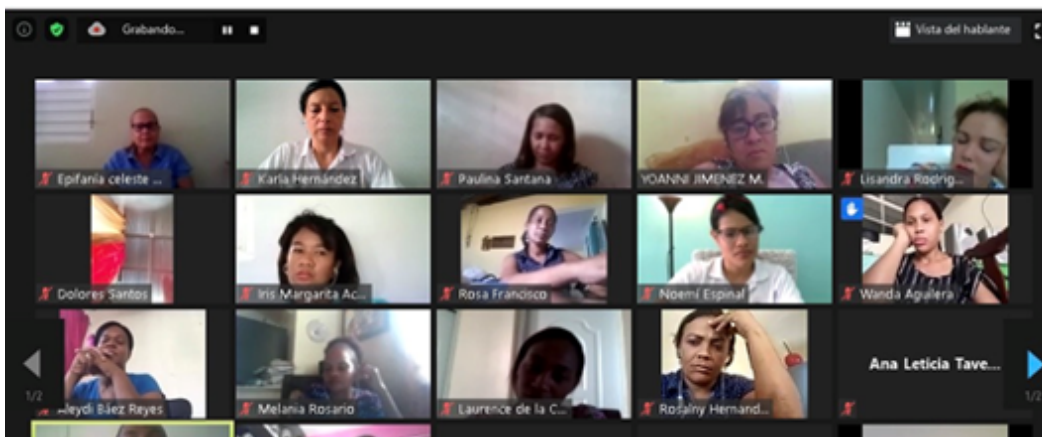 Grabando...
Vista del hablante
Epifanía celeste ...
Karla Hernández
Paulina Santana
YOANNI JIMENEZ M.
Lisandra Rodrig...
Dolores Santos
Iris Margarita Ac...
Rosa Francisco
Noemí Espinal
Wanda Aguilera
Aleydi Báez Reyes
Melania Rosario
Laurence de la C...
Rosalny Hernand...
Ana Leticia Tave...
1/2
1/2